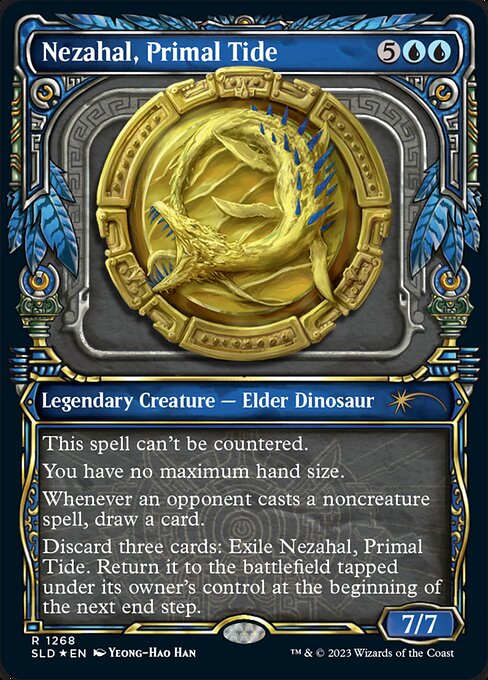 Nezahal, Primal Tide 5
Legendary Creature — Elder Dinosaur
This spell can't be countered.
You have no maximum hand size.
Whenever an opponent casts a noncreature
spell, draw a card.
Discard three cards: Exile Nezahal, Primal
Tide. Return it to the battlefield tapped
under its owner's control at the beginning of
the next end step.
7/7
R 1268
SLD ★ EN Yeong-Hao Han
™ & © 2023 Wizards of the Coast